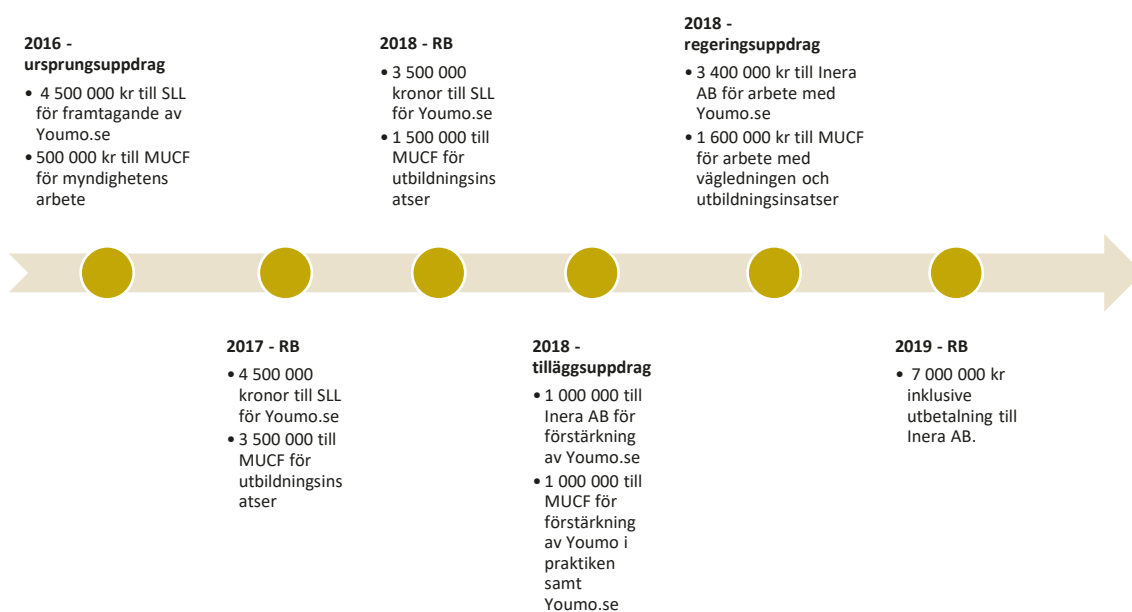 2016 -
ursprungsuppdrag
• 4 500 000 kr till SLL
för framtagande av
Youmo.se
• 500 000 kr till MUCF
för myndighetens
arbete
2018 - RB
• 3 500 000
kronor till SLL
för Youmo.se
• 1 500 000 till
MUCF för
utbildningsins
atser
2018 -
regeringsuppdrag
• 3 400 000 kr till Inera
AB för arbete med
Youmo.se
• 1 600 000 kr till MUCF
för arbete med
vägledningen och
utbildningsinsatser
2017 - RB
• 4 500 000
kronor till SLL
för Youmo.se
• 3 500 000 till
MUCF för
utbildningsins
atser
2018 -
tilläggsuppdrag
• 1 000 000 till
Inera AB för
förstärkning
av Youmo.se
• 1 000 000 till
MUCF för
förstärkning
av Youmo i
praktiken
samt
Youmo.se
2019 - RB
• 7 000 000 kr
inklusive
utbetalning till
Inera AB.